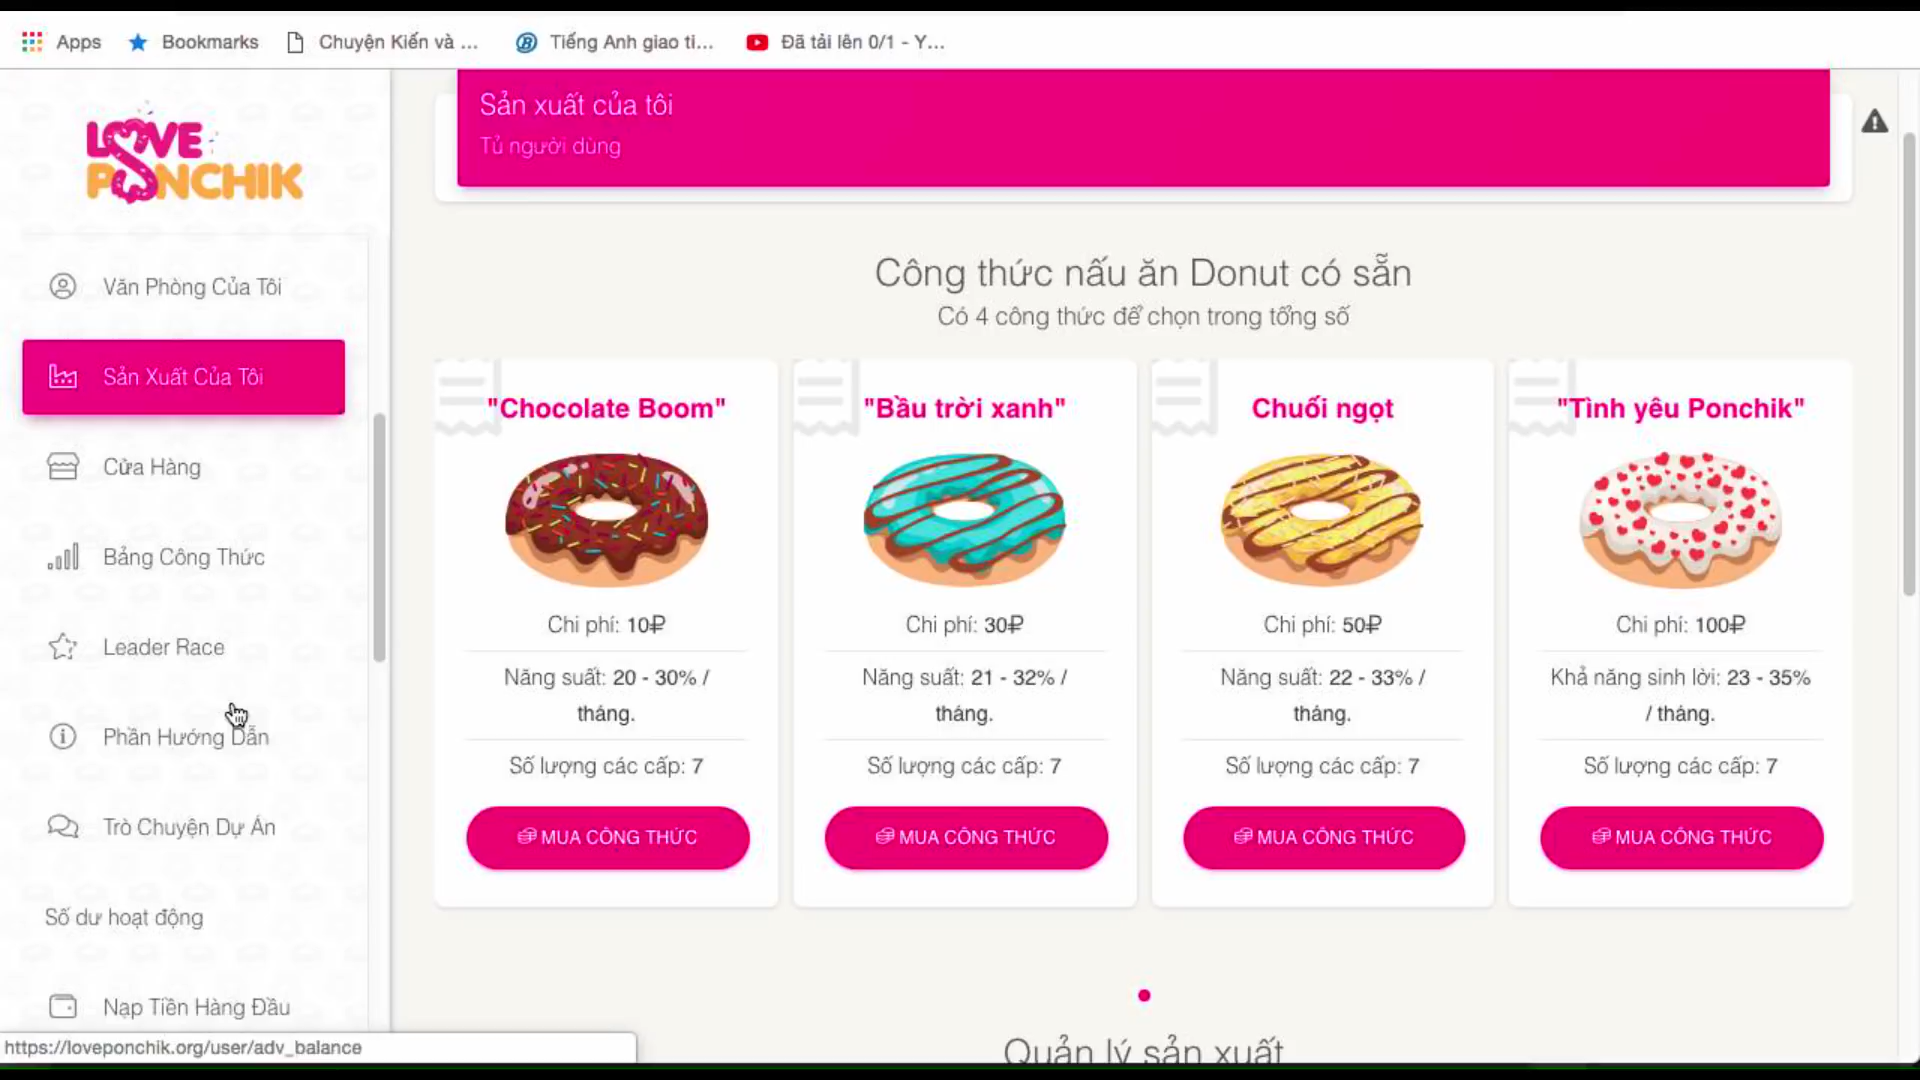 Apps
Bookmarks
Chuyện Kiến và ...
Tiếng Anh giao ti...
Đã tải lên 0/1 - Y...
LOVE
PONCHIK
Văn Phòng Của Tôi
Sản Xuất Của Tôi
Cửa Hàng
Bảng Công Thức
Leader Race
Phần Hướng Dẫn
Trò Chuyện Dự Án
Số dư hoạt động
Nạp Tiền Hàng Đầu
https://loveponchik.org/user/adv_balance
Sản xuất của tôi
Tủ người dùng
Công thức nấu ăn Donut có sẵn
Có 4 công thức để chọn trong tổng số
"Chocolate Boom"
Chi phí: 10₽
Năng suất: 20 - 30% /
tháng.
Số lượng các cấp: 7
MUA CÔNG THỨC
"Bầu trời xanh"
Chi phí: 30₽
Năng suất: 21 - 32% /
tháng.
Số lượng các cấp: 7
MUA CÔNG THỨC
Chuối ngọt
Chi phí: 50₽
Năng suất: 22 - 33% /
tháng.
Số lượng các cấp: 7
MUA CÔNG THỨC
"Tình yêu Ponchik"
Chi phí: 100₽
Khả năng sinh lời: 23 - 35%
/ tháng.
Số lượng các cấp: 7
MUA CÔNG THỨC
Quản lý sản xuất